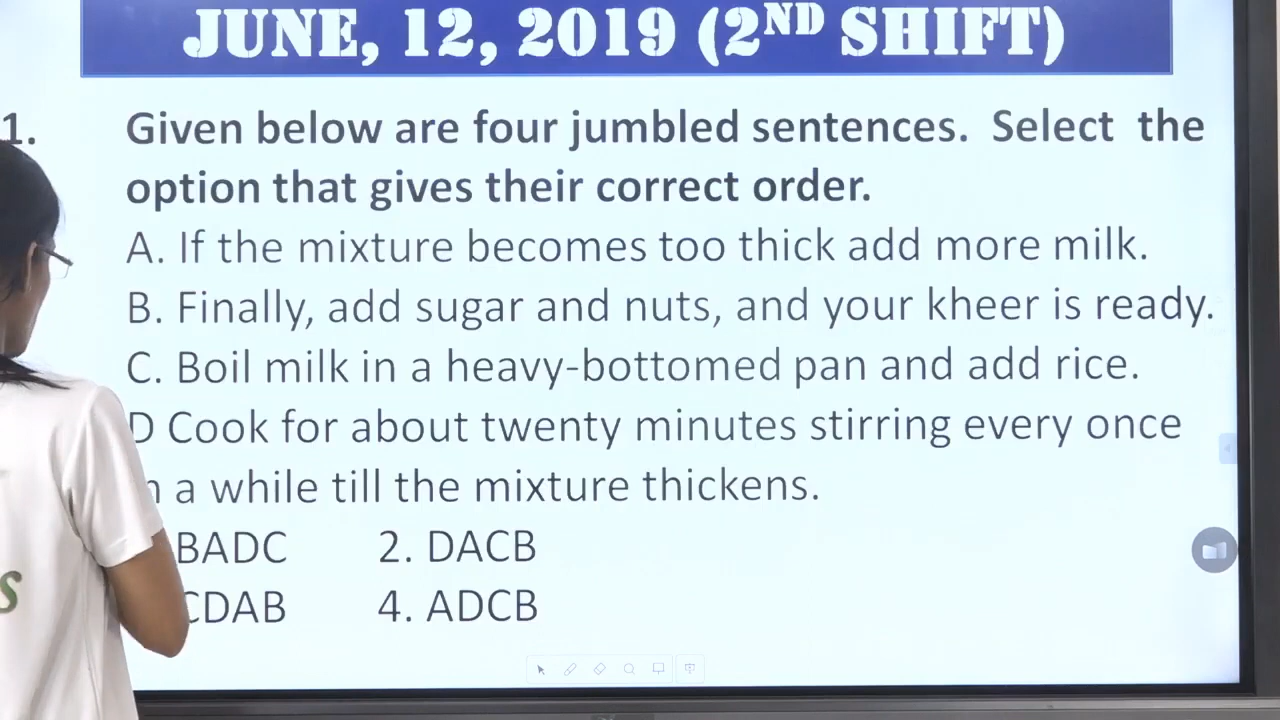 JUNE, 12, 2019 (2ND SHIFT)
1. Given below are four jumbled sentences. Select the
option that gives their correct order.
A. If the mixture becomes too thick add more milk.
B. Finally, add sugar and nuts, and your kheer is ready.
C. Boil milk in a heavy-bottomed pan and add rice.
D Cook for about twenty minutes stirring every once
a while till the mixture thickens.
BADC 2. DACB
CDAB 4. ADCB